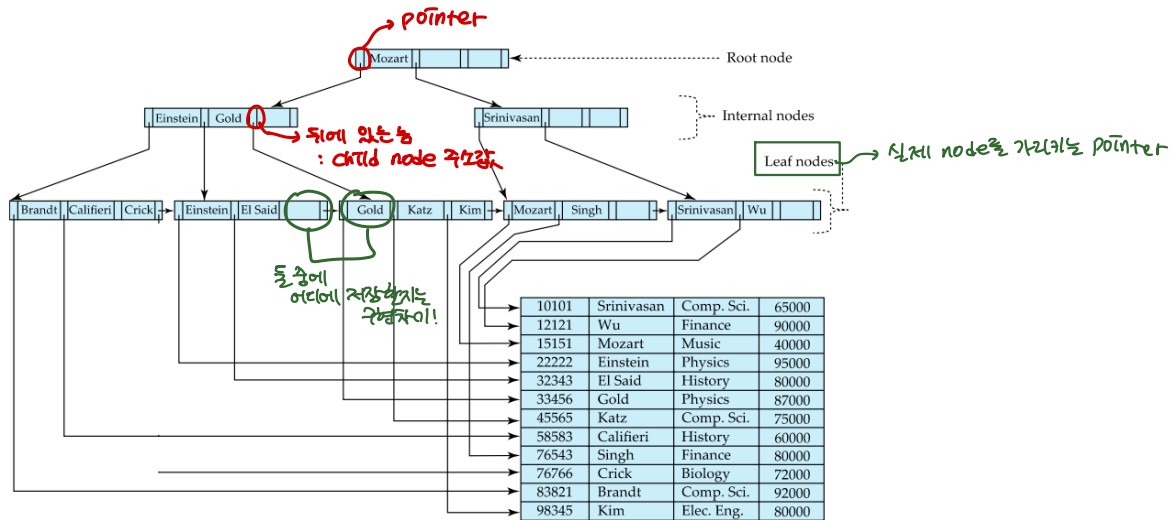 pointer
Mozart
Root node
Einstein Gold
Srinivasan
Internal nodes
뒤에 있는 놈
: child node 주소값
Leaf nodes
실제 node를 가리키는 pointer
Brandt Califieri Crick
Einstein El Said
Gold Katz Kim
Mozart Singh
Srinivasan Wu
둘 중에
어디에 저장할지는
구현차이!
10101 Srinivasan Comp. Sci. 65000
12121 Wu Finance 90000
15151 Mozart Music 40000
22222 Einstein Physics 95000
32343 El Said History 80000
33456 Gold Physics 87000
45565 Katz Comp. Sci. 75000
58583 Califieri History 60000
76543 Singh Finance 80000
76766 Crick Biology 72000
83821 Brandt Comp. Sci. 92000
98345 Kim Elec. Eng. 80000